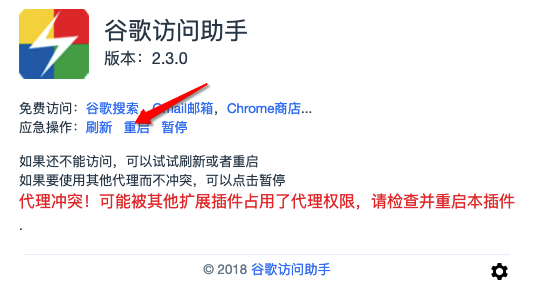 谷歌访问助手
版本：2.3.0
免费访问：谷歌搜索，Gmail邮箱，Chrome商店...
应急操作：刷新 重启 暂停
如果还不能访问，可以试试刷新或者重启
如果要使用其他代理而不冲突，可以点击暂停
代理冲突！可能被其他扩展插件占用了代理权限，请检查并重启本插件
.
© 2018 谷歌访问助手